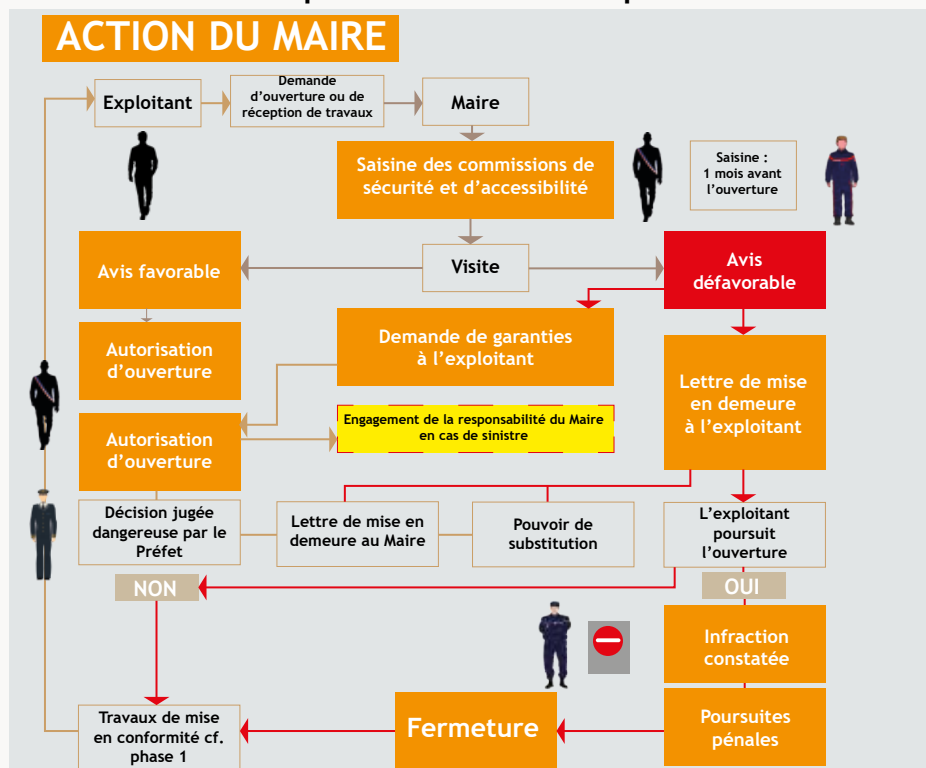 ACTION DU MAIRE
Exploitant
Demande
d'ouverture ou de
réception de travaux
Maire
Saisine des commissions de
sécurité et d'accessibilité
Saisine :
1 mois avant
l'ouverture
Avis favorable
Visite
Avis
défavorable
Autorisation
d'ouverture
Demande de garanties
à l'exploitant
Lettre de mise
en demeure
à l'exploitant
Autorisation
d'ouverture
Engagement de la responsabilité du Maire
en cas de sinistre
Décision jugée
dangereuse par le
Préfet
Lettre de mise en
demeure au Maire
Pouvoir de
substitution
L'exploitant
poursuit
l'ouverture
NON
OUI
Infraction
constatée
Travaux de mise
en conformité cf.
phase 1
Fermeture
Poursuites
pénales